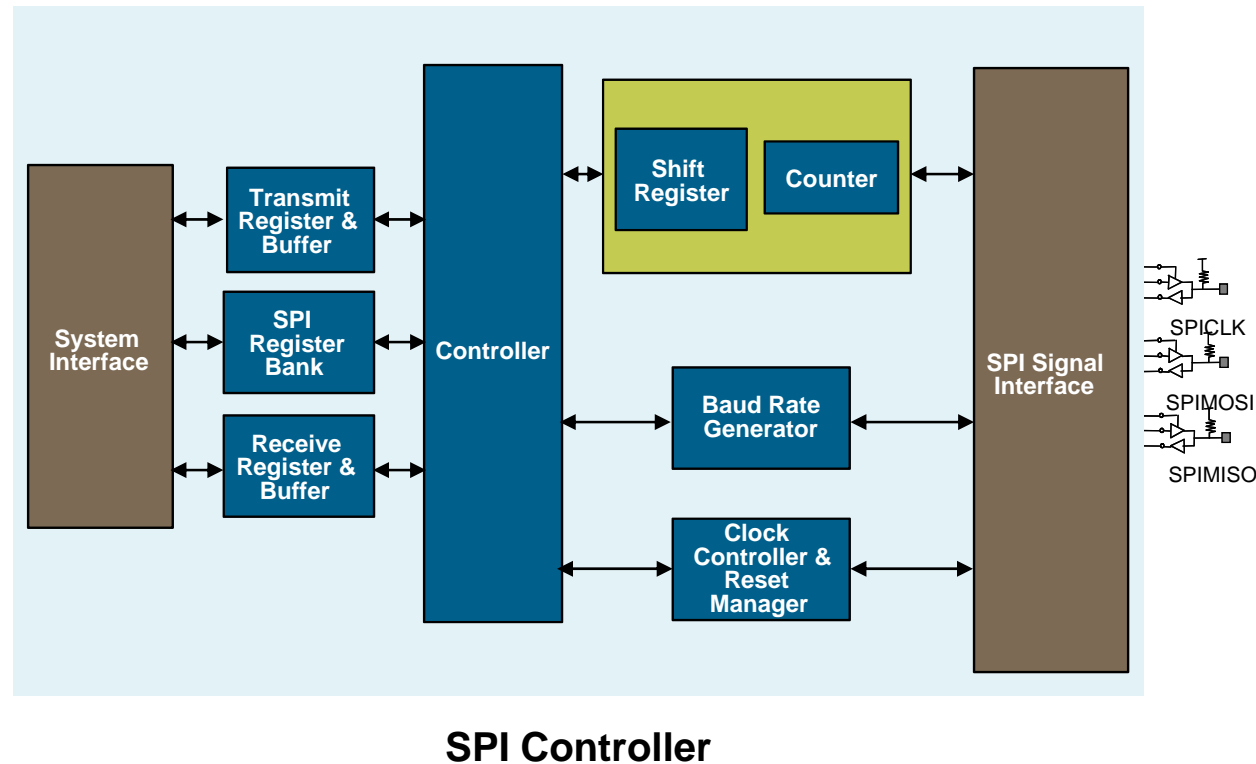 System
Interface
Transmit
Register &
Buffer
SPI
Register
Bank
Receive
Register &
Buffer
Controller
Shift
Register
Counter
Baud Rate
Generator
Clock
Controller &
Reset
Manager
SPI Signal
Interface
SPICLK
SPIMOSI
SPIMISO
SPI Controller